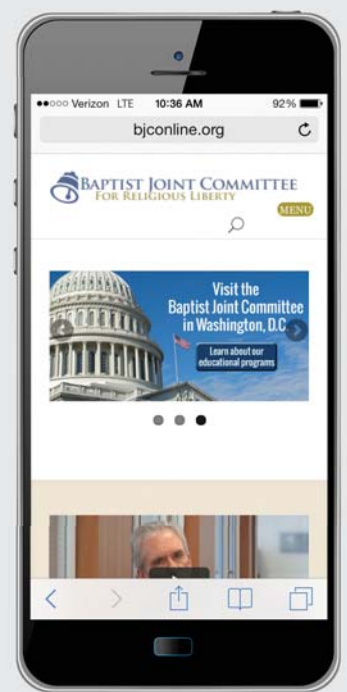 Verizon LTE 10:36 AM 92%
bjconline.org
BAPTIST JOINT COMMITTEE
FOR RELIGIOUS LIBERTY
MENU
Visit the
Baptist Joint Committee
in Washington, D.C.
Learn about our
educational programs